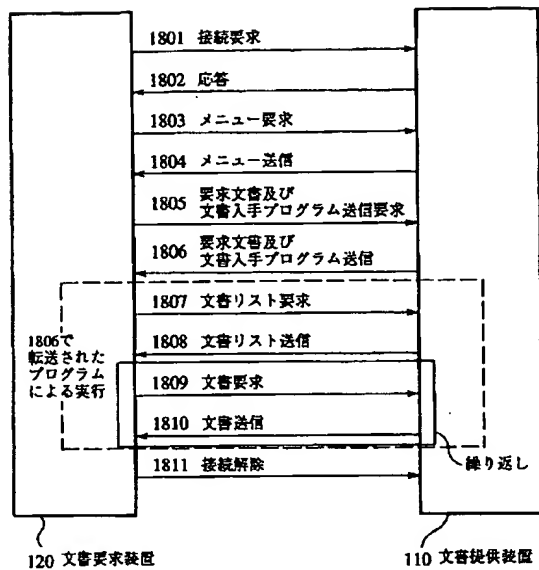 1801 接続要求
1802 応答
1803 メニュー要求
1804 メニュー送信
1805 要求文書及び
文書入手プログラム送信要求
1806 要求文書及び
文書入手プログラム送信
1807 文書リスト要求
1806で
転送された
プログラム
による実行
1808 文書リスト送信
1809 文書要求
1810 文書送信
繰り返し
1811 接続解除
120 文書要求装置
110 文書提供装置